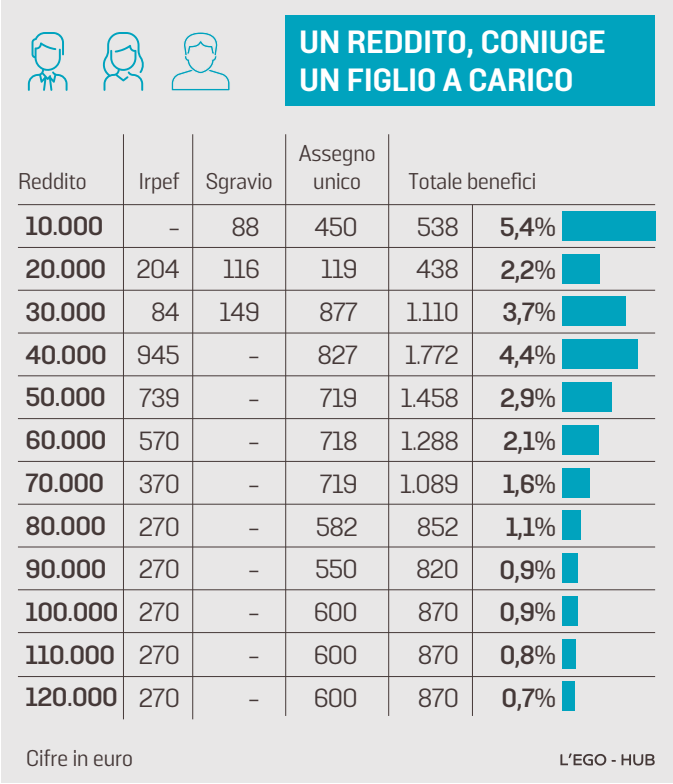 UN REDDITO, CONIUGE
UN FIGLIO A CARICO
Reddito Irpef Sgravio Assegno unico Totale benefici
10.000 – 88 450 538 5,4%
20.000 204 116 119 438 2,2%
30.000 84 149 877 1.110 3,7%
40.000 945 – 827 1.772 4,4%
50.000 739 – 719 1.458 2,9%
60.000 570 – 718 1.288 2,1%
70.000 370 – 719 1.089 1,6%
80.000 270 – 582 852 1,1%
90.000 270 – 550 820 0,9%
100.000 270 – 600 870 0,9%
110.000 270 – 600 870 0,8%
120.000 270 – 600 870 0,7%
Cifre in euro L'EGO - HUB